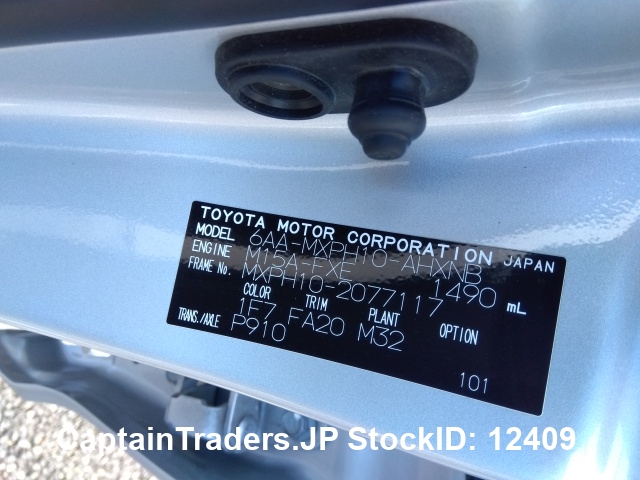 TOYOTA MOTOR CORPORATION JAPAN
MODEL 6AA-MXPH10-AHXNB
ENGINE M15A-FXE 1490 mL
FRAME No. MXPH10-2077117
COLOR TRIM PLANT OPTION
1F7 FA20 M32
TRANS./AXLE P910
101
CaptainTraders.JP StockID: 12409